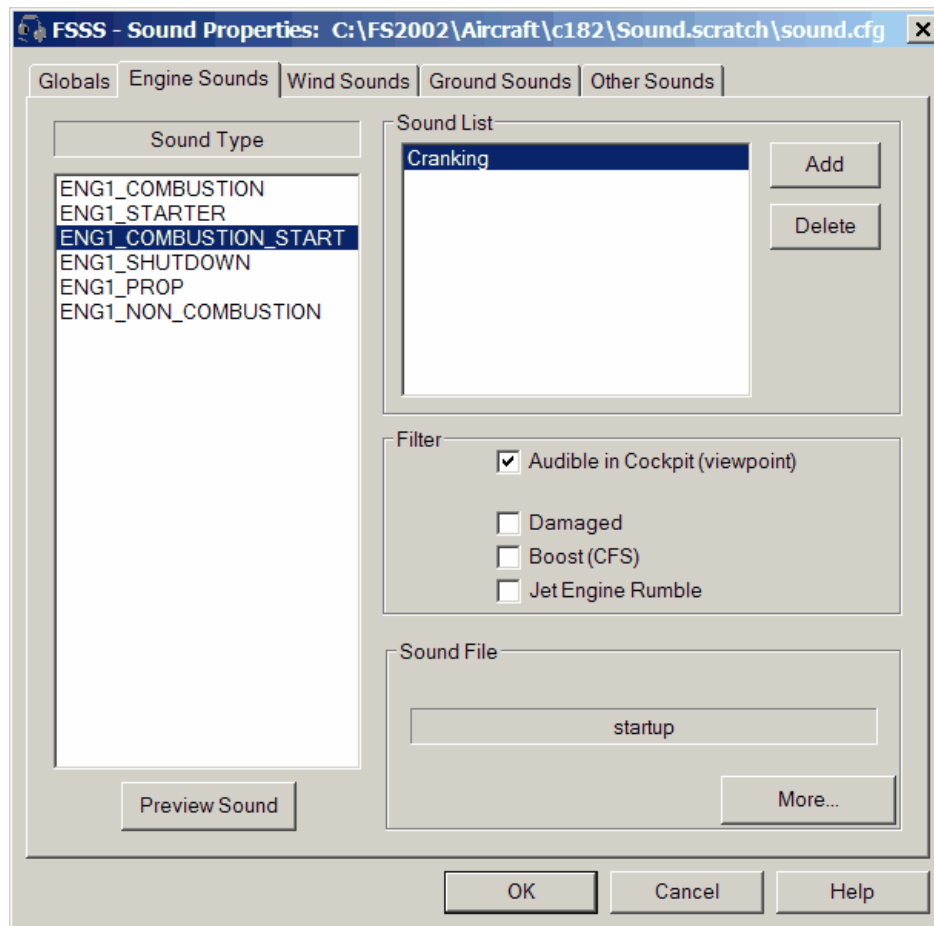 FSSS - Sound Properties: C:\FS2002\Aircraft\c182\Sound.scratch\sound.cfg
Globals Engine Sounds Wind Sounds Ground Sounds Other Sounds
Sound Type
ENG1_COMBUSTION
ENG1_STARTER
ENG1_COMBUSTION_START
ENG1_SHUTDOWN
ENG1_PROP
ENG1_NON_COMBUSTION
Preview Sound
Sound List
Cranking
Add
Delete
Filter
Audible in Cockpit (viewpoint)
Damaged
Boost (CFS)
Jet Engine Rumble
Sound File
startup
More...
OK Cancel Help